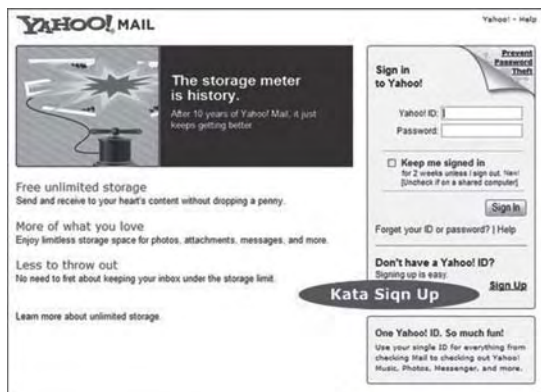 YAHOO! MAIL
Yahoo! - Help
The storage meter
is history.
After 10 years of Yahoo! Mail, it just
keeps getting better
Free unlimited storage
Send and receive to your heart's content without dropping a penny.
More of what you love
Enjoy limitless storage space for photos, attachments, messages, and more.
Less to throw out
No need to fret about keeping your inbox under the storage limit.
Learn more about unlimited storage.
Prevent
Password
Theft
Sign in
to Yahoo!
Yahoo! ID:
Password:
Keep me signed in
for 2 weeks unless I sign out. New!
[Uncheck if on a shared computer]
Sign In
Forget your ID or password? | Help
Don't have a Yahoo! ID?
Signing up is easy.
Sign Up
Kata Sign Up
One Yahoo! ID. So much fun!
Use your single ID for everything from
checking Mail to checking out Yahoo!
Music, Photos, Messenger, and more.